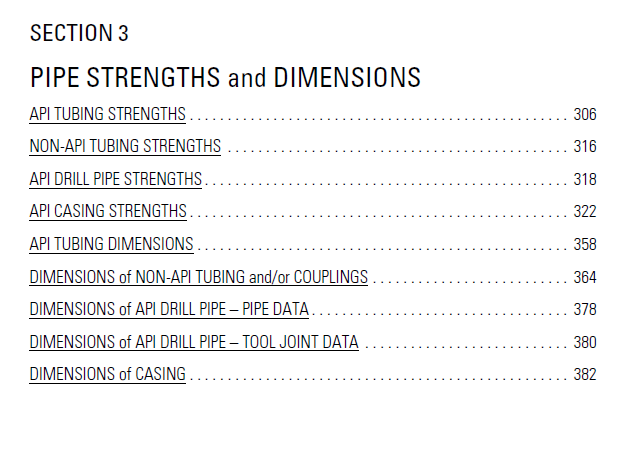 SECTION 3
PIPE STRENGTHS and DIMENSIONS
API TUBING STRENGTHS . . . . . . . . . . . . . . . . . . . . . . . . . . . . . . . . . . . . . . . . . . . . . . . . . . 306
NON-API TUBING STRENGTHS . . . . . . . . . . . . . . . . . . . . . . . . . . . . . . . . . . . . . . . . . . . . . 316
API DRILL PIPE STRENGTHS . . . . . . . . . . . . . . . . . . . . . . . . . . . . . . . . . . . . . . . . . . . . . . . . 318
API CASING STRENGTHS . . . . . . . . . . . . . . . . . . . . . . . . . . . . . . . . . . . . . . . . . . . . . . . . . . 322
API TUBING DIMENSIONS . . . . . . . . . . . . . . . . . . . . . . . . . . . . . . . . . . . . . . . . . . . . . . . . . 358
DIMENSIONS of NON-API TUBING and/or COUPLINGS . . . . . . . . . . . . . . . . . . . . . . . . . . 364
DIMENSIONS of API DRILL PIPE – PIPE DATA . . . . . . . . . . . . . . . . . . . . . . . . . . . . . . . . . . 378
DIMENSIONS of API DRILL PIPE – TOOL JOINT DATA . . . . . . . . . . . . . . . . . . . . . . . . . . . 380
DIMENSIONS of CASING . . . . . . . . . . . . . . . . . . . . . . . . . . . . . . . . . . . . . . . . . . . . . . . . . . 382